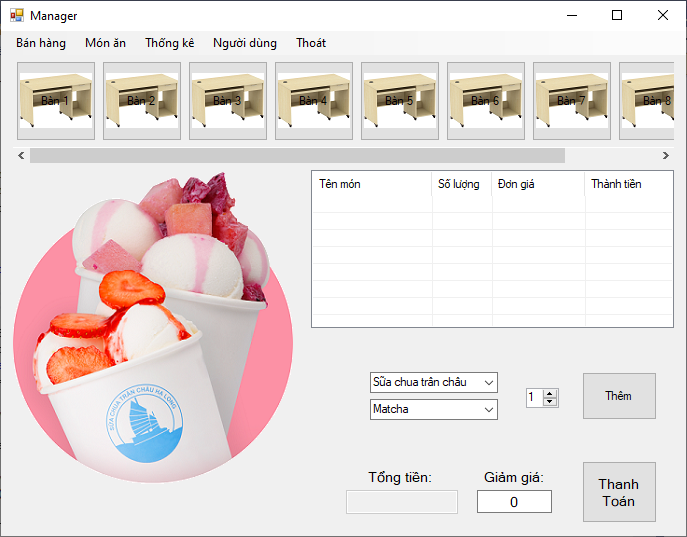 Manager
Bán hàng Món ăn Thống kê Người dùng Thoát
Bàn 1 Bàn 2 Bàn 3 Bàn 4 Bàn 5 Bàn 6 Bàn 7 Bàn 8
Tên món Số lượng Đơn giá Thành tiền
SỮA CHUA TRÂN CHÂU HẠ LONG
Sữa chua trân châu
1
Thêm
Matcha
Tổng tiền: Giảm giá:
0
Thanh
Toán